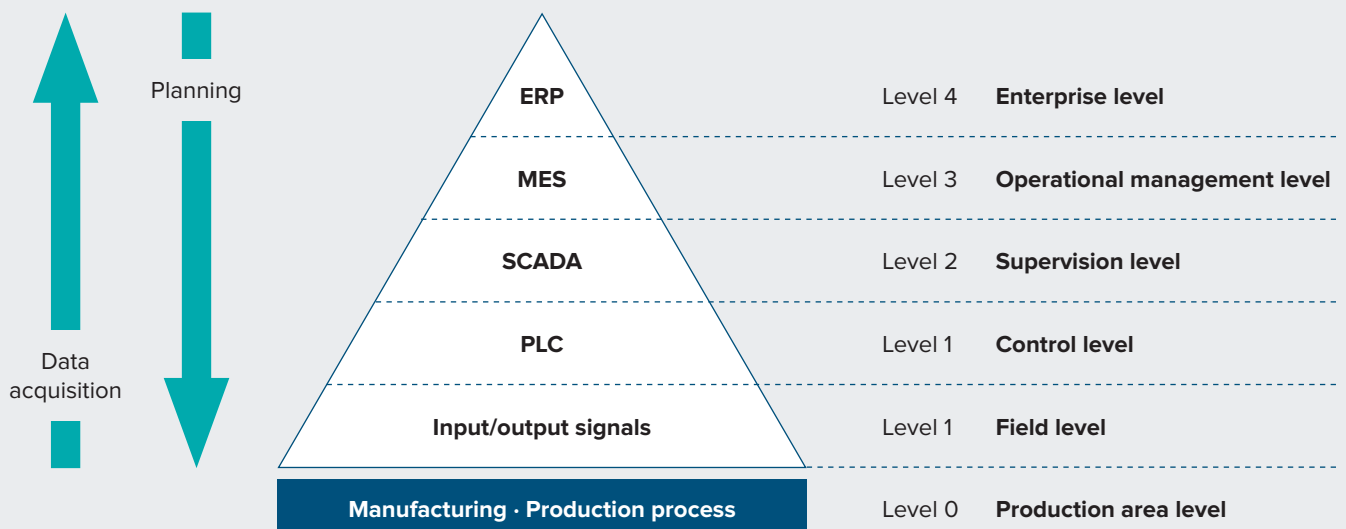 Planning
Data
acquisition
ERP
MES
SCADA
PLC
Input/output signals
Manufacturing · Production process
Level 4 Enterprise level
Level 3 Operational management level
Level 2 Supervision level
Level 1 Control level
Level 1 Field level
Level 0 Production area level